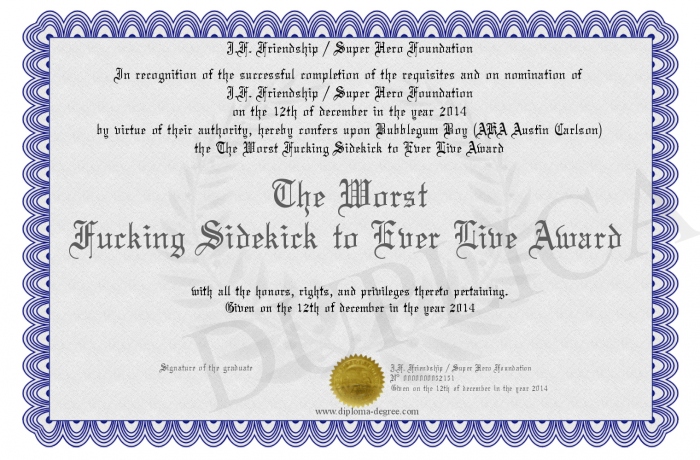 I.F. Friendship / Super Hero Foundation
In recognition of the successful completion of the requisites and on nomination of
I.F. Friendship / Super Hero Foundation
on the 12th of december in the year 2014
by virtue of their authority, hereby confers upon Bubblegum Boy (AKA Austin Carlson)
the The Worst Fucking Sidekick to Ever Live Award
The Worst
Fucking Sidekick to Ever Live Award
with all the honors, rights, and privileges thereto pertaining.
Given on the 12th of december in the year 2014
DUPLICA
Signature of the graduate
I.F. Friendship / Super Hero Foundation
Nº 0000000052151
Given on the 12th of december in the year 2014
www.diploma-degree.com